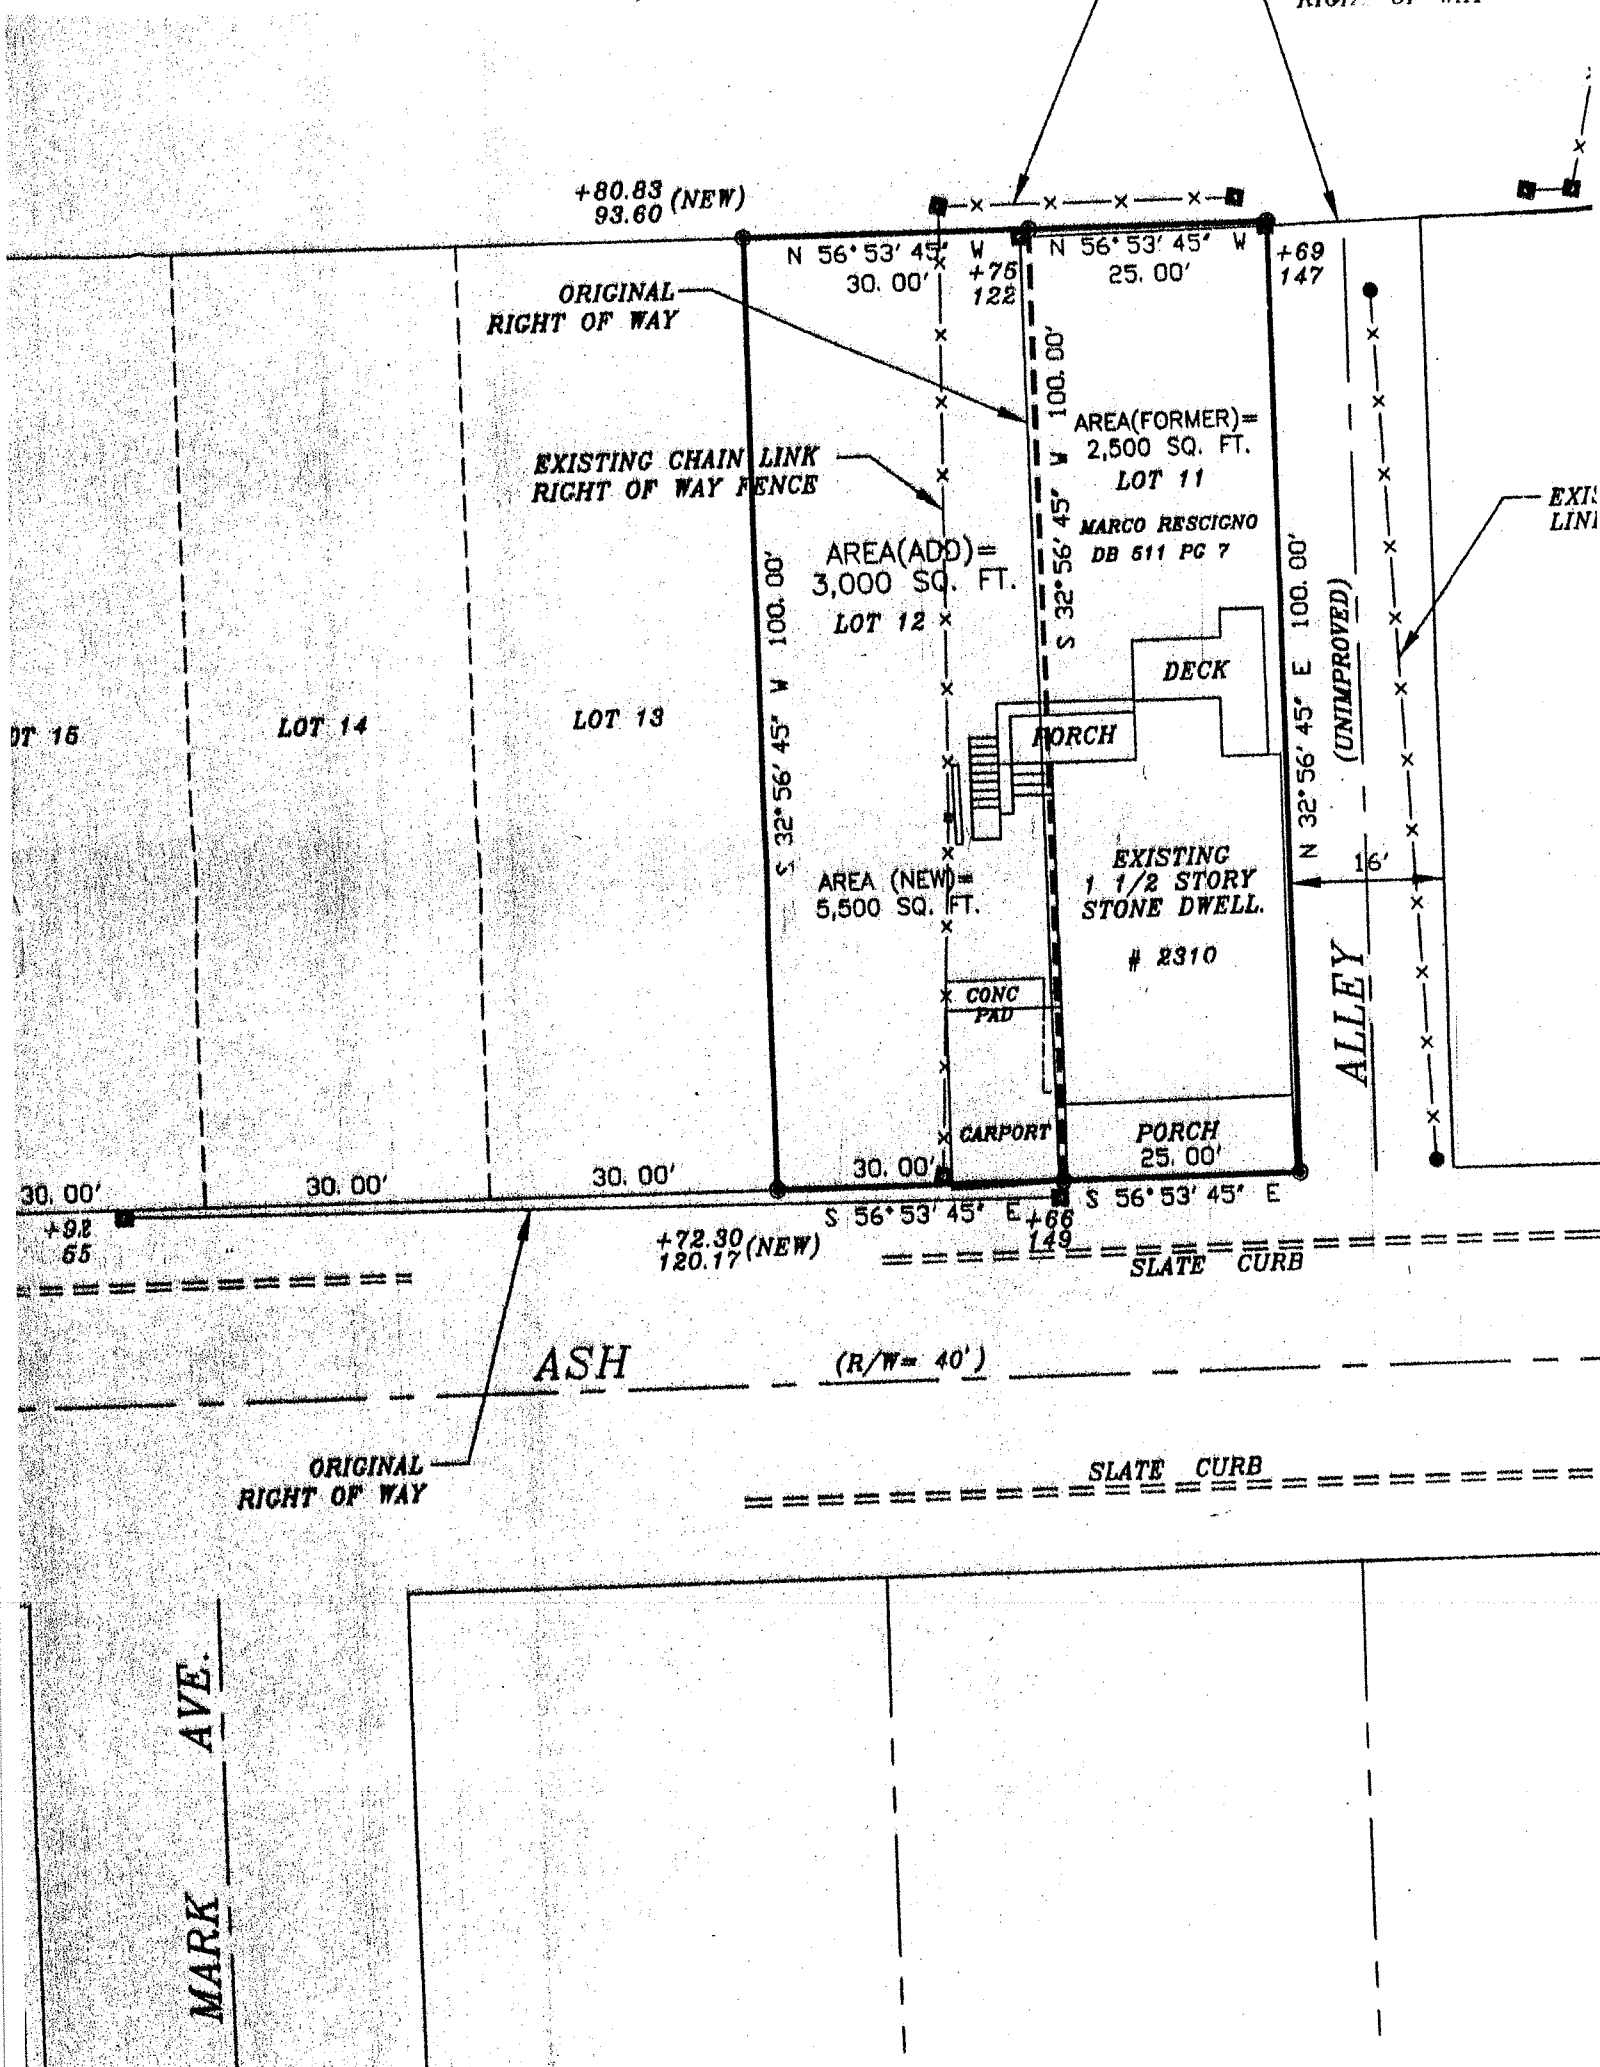 +80.83 (NEW)
93.60
N 56°53'45" W
30.00'
+75
122
N 56°53'45" W
25.00'
+69
147
ORIGINAL
RIGHT OF WAY
100.00'
S 32°56'45" W
AREA(FORMER)=
2,500 SQ. FT.
LOT 11
MARCO RESCIGNO
DB 511 PG 7
EXISTING CHAIN LINK
RIGHT OF WAY FENCE
AREA(ADD)=
3,000 SQ. FT.
LOT 12
S 32°56'45" W 100.00'
N 32°56'45" E 100.00'
(UNIMPROVED)
DECK
PORCH
LOT 14
LOT 13
EXISTING
1 1/2 STORY
STONE DWELL.
# 2310
16'
AREA (NEW)=
5,500 SQ. FT.
CONC
PAD
ALLEY
CARPORT
PORCH
25.00'
30.00'
30.00'
30.00'
30.00'
S 56°53'45" E
S 56°53'45" E
+92
65
+66
149
+72.30 (NEW)
120.17
SLATE CURB
ASH
(R/W= 40')
ORIGINAL
RIGHT OF WAY
SLATE CURB
MARK AVE.